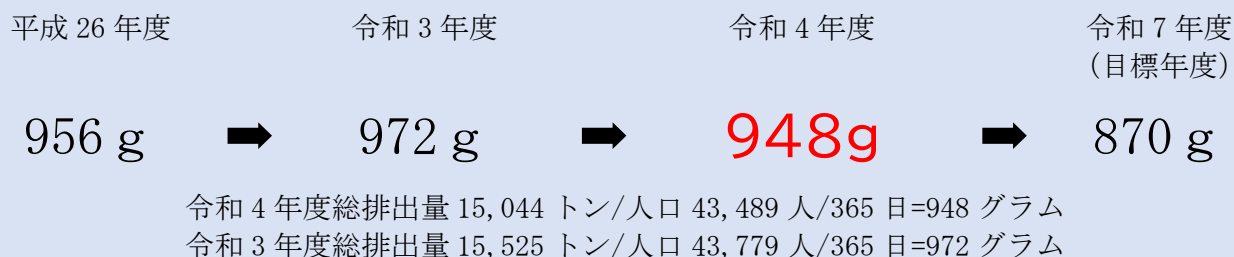 平成 26 年度 令和 3 年度 令和 4 年度 令和 7 年度
(目標年度)
956 g ➡ 972 g ➡ 948g ➡ 870 g
令和 4 年度総排出量 15,044 トン/人口 43,489 人/365 日=948 グラム
令和 3 年度総排出量 15,525 トン/人口 43,779 人/365 日=972 グラム